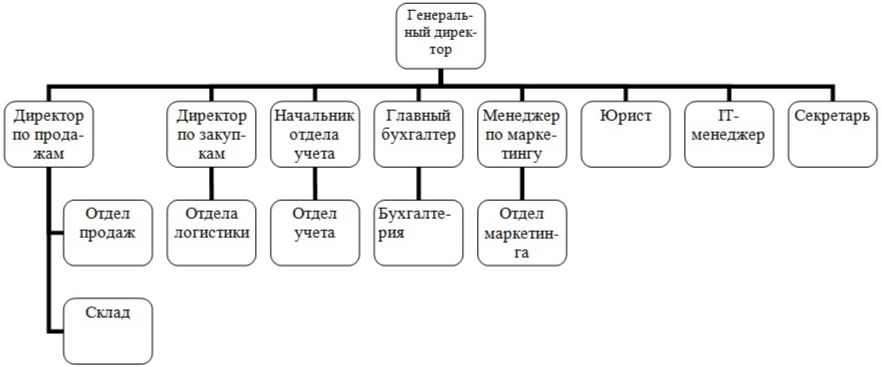 Генераль-
ный дирек-
тор
Директор
по прода-
жам
Директор
по закуп-
кам
Начальник
отдела
учета
Главный
бухгалтер
Менеджер
по марке-
тингу
Юрист
IT-
менеджер
Секретарь
Отдел
продаж
Отдела
логистики
Отдел
учета
Бухгалте-
рия
Отдел
маркетин-
га
Склад